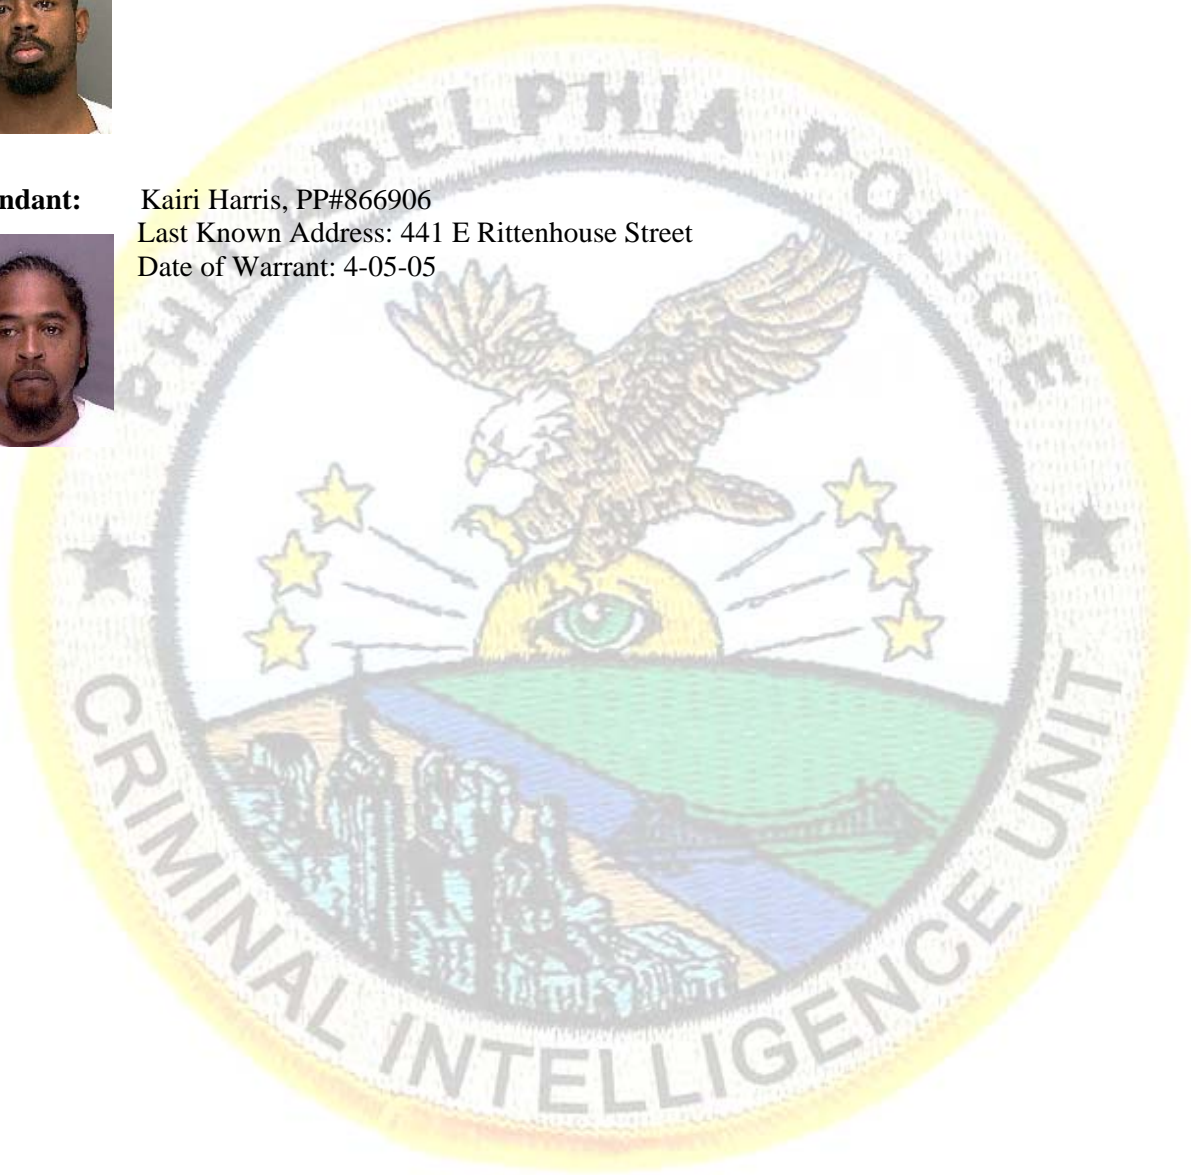 ndant: Kairi Harris, PP#866906
Last Known Address: 441 E Rittenhouse Street
Date of Warrant: 4-05-05
PHILADELPHIA POLICE
CRIMINAL INTELLIGENCE UNIT